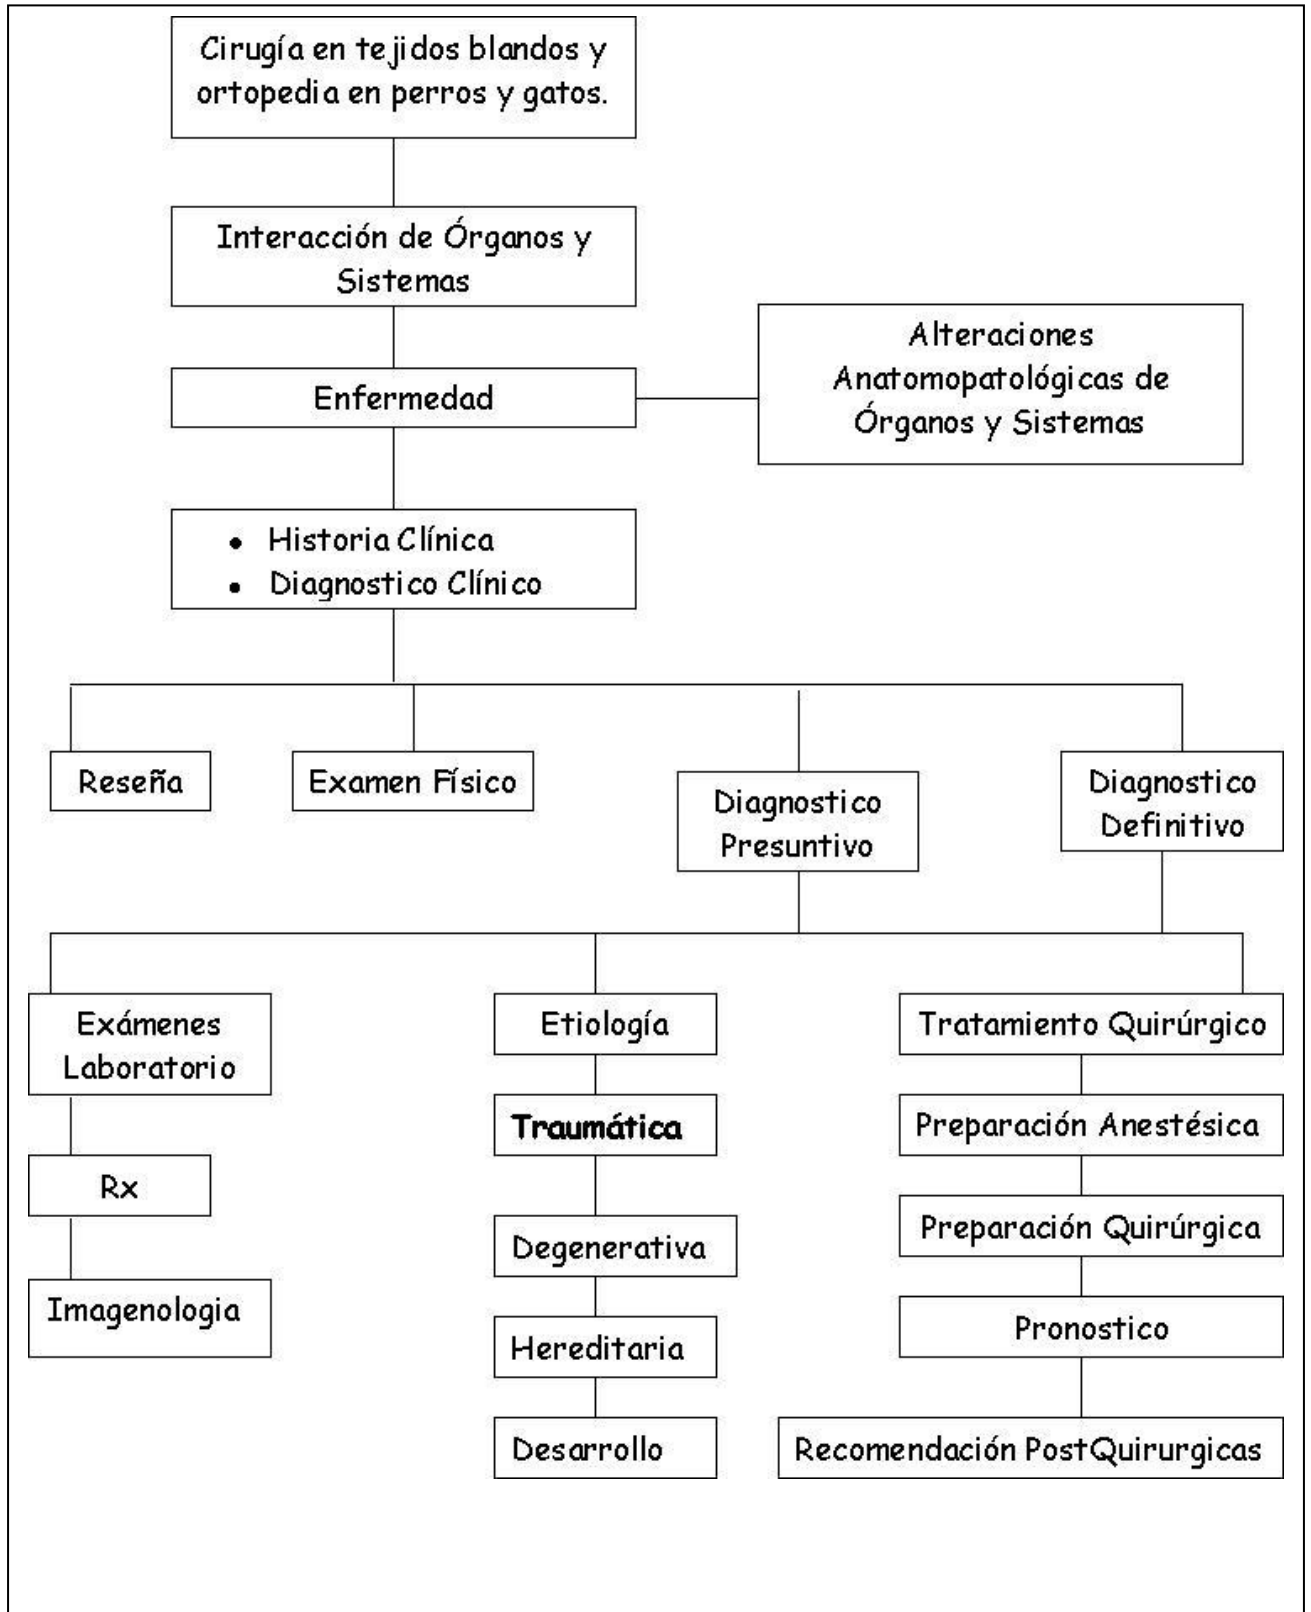 Cirugía en tejidos blandos y
ortopedia en perros y gatos.
Interacción de Órganos y
Sistemas
Alteraciones
Anatomopatológicas de
Órganos y Sistemas
Enfermedad
• Historia Clínica
• Diagnostico Clínico
Reseña
Examen Físico
Diagnostico
Presuntivo
Diagnostico
Definitivo
Exámenes
Laboratorio
Rx
Imagenologia
Etiología
Traumática
Degenerativa
Hereditaria
Desarrollo
Tratamiento Quirúrgico
Preparación Anestésica
Preparación Quirúrgica
Pronostico
Recomendación PostQuirurgicas